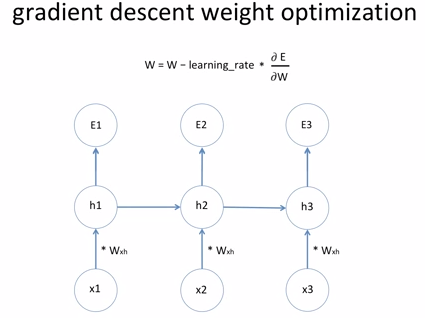 gradient descent weight optimization
W = W − learning_rate * ∂E/∂W
E1 E2 E3
h1 h2 h3
* Wxh * Wxh * Wxh
x1 x2 x3